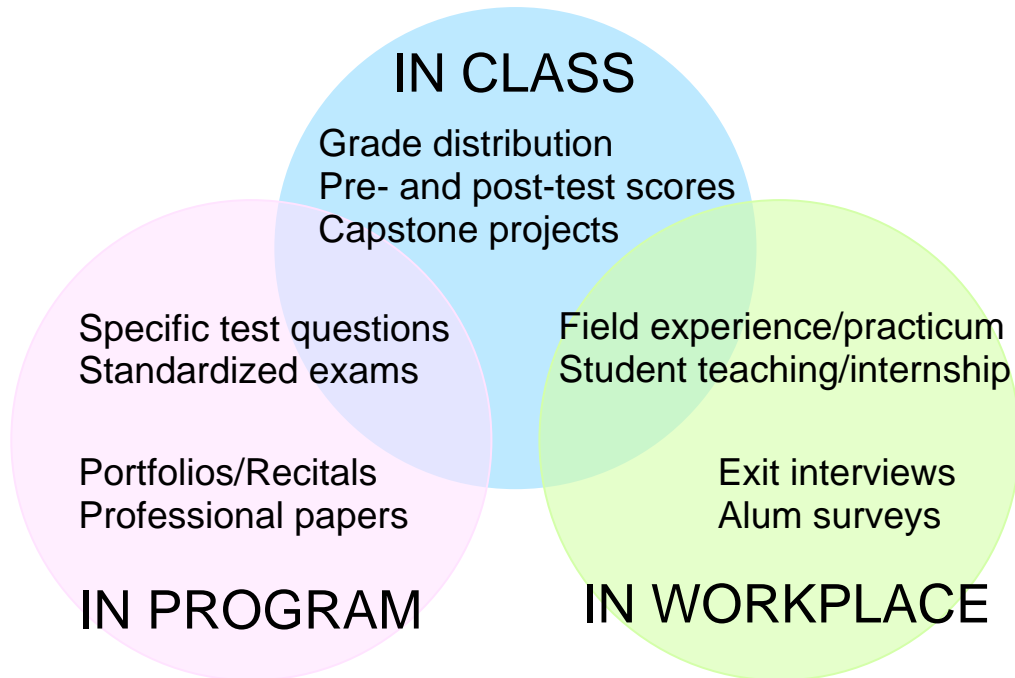 IN CLASS
Grade distribution
Pre- and post-test scores
Capstone projects
Specific test questions
Standardized exams
Portfolios/Recitals
Professional papers
IN PROGRAM
Field experience/practicum
Student teaching/internship
Exit interviews
Alum surveys
IN WORKPLACE